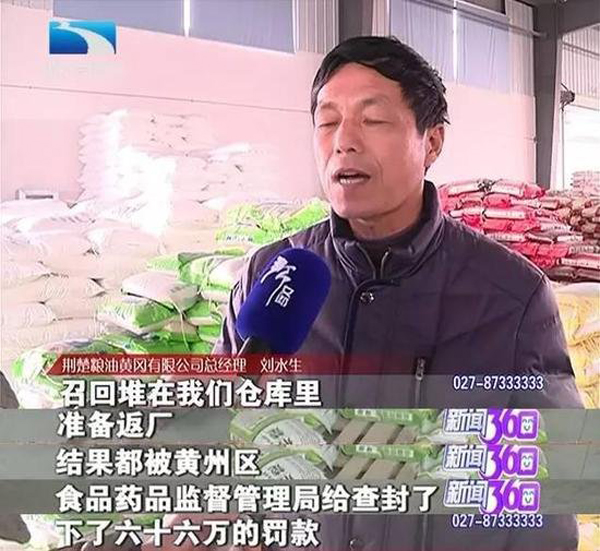 荆楚粮油黄冈有限公司总经理 刘水生
027-87333333
召回堆在我们仓库里
准备返厂
新闻360
结果都被黄州区
新闻360
食品药品监督管理局给查封了
新闻360
下了六十六万的罚款
027-87333333